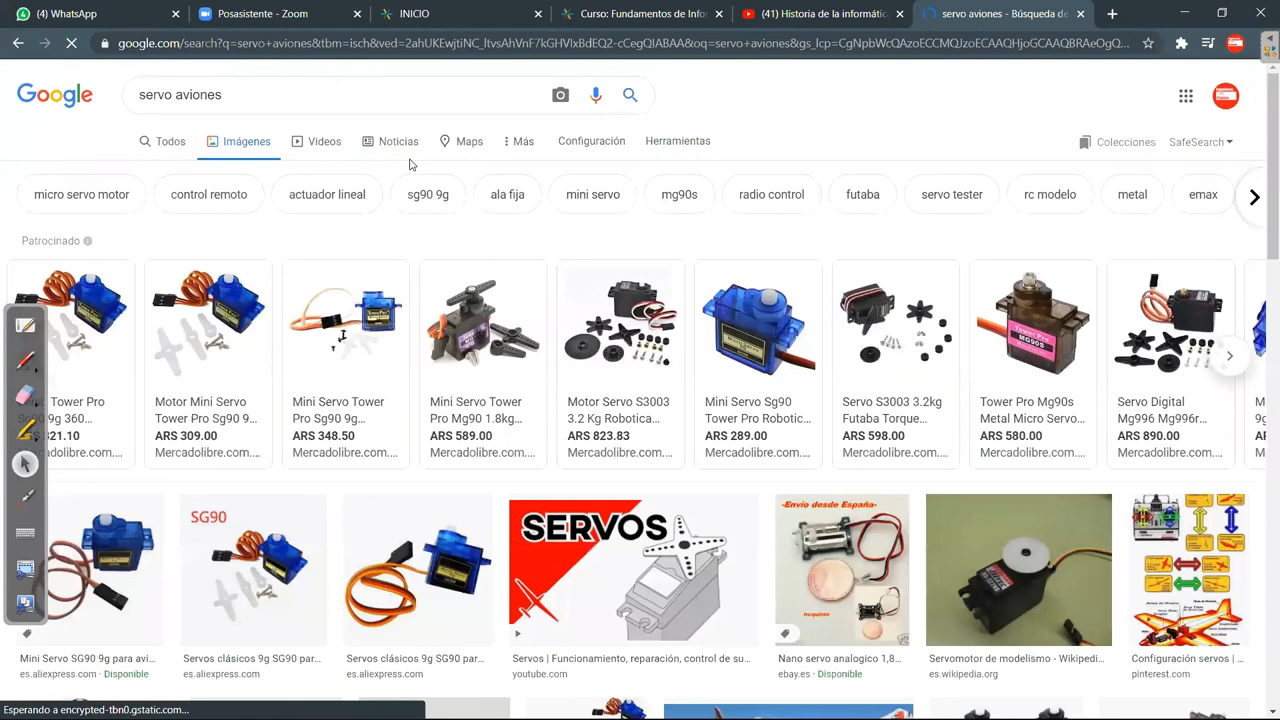 (4) WhatsApp
Posasistente - Zoom
INICIO
Curso: Fundamentos de Infor
(41) Historia de la informática
servo aviones - Búsqueda de
google.com/search?q=servo+aviones&tbm=isch&ved=2ahUKEwjtiNC_ltvsAhVnF7kGHVIxBdEQ2-cCegQIABAA&oq=servo+aviones&gs_lcp=CgNpbWcQAzoECCMQJzoECAAQHjoGCAAQBRAeOgQ...
Google
servo aviones
Todos
Imágenes
Videos
Noticias
Maps
Más
Configuración
Herramientas
Colecciones
SafeSearch
micro servo motor
control remoto
actuador lineal
sg90 9g
ala fija
mini servo
mg90s
radio control
futaba
servo tester
rc modelo
metal
emax
Patrocinado
Tower Pro
9g 360...
21.10
Mercadolibre.com....
Motor Mini Servo
Tower Pro Sg90 9...
ARS 309.00
Mercadolibre.com....
Mini Servo Tower
Pro Sg90 9g...
ARS 348.50
Mercadolibre.com....
Mini Servo Tower
Pro Mg90 1.8kg...
ARS 589.00
Mercadolibre.com....
Motor Servo S3003
3.2 Kg Robotica...
ARS 823.83
Mercadolibre.com....
Mini Servo Sg90
Tower Pro Robotic...
ARS 289.00
Mercadolibre.com....
Servo S3003 3.2kg
Futaba Torque...
ARS 598.00
Mercadolibre.com....
Tower Pro Mg90s
Metal Micro Servo...
ARS 580.00
Mercadolibre.com....
Servo Digital
Mg996 Mg996r...
ARS 890.00
Mercadolibre.com....
Tower Pro
MG90S
SG90
SERVOS
-Envío desde España-
Mini Servo SG90 9g para avi...
es.aliexpress.com · Disponible
Servos clásicos 9g SG90 par...
es.aliexpress.com
Servos clásicos 9g SG90 par...
es.aliexpress.com
Servos | Funcionamiento, reparación, control de su...
youtube.com
Nano servo analogico 1,8...
ebay.es · Disponible
Servomotor de modelismo - Wikipedi...
es.wikipedia.org
Configuración servos | ...
pinterest.com
Esperando a encrypted-tbn0.gstatic.com...